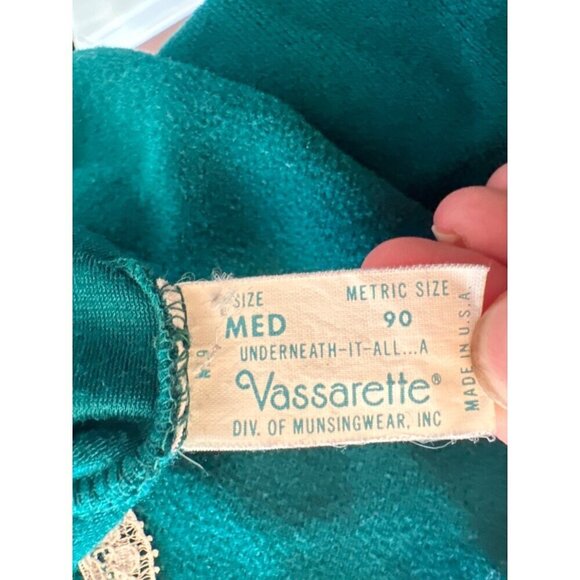 SIZE METRIC SIZE
MED 90
UNDERNEATH-IT-ALL...A
Vassarette®
DIV. OF MUNSINGWEAR, INC
MADE IN U.S.A.